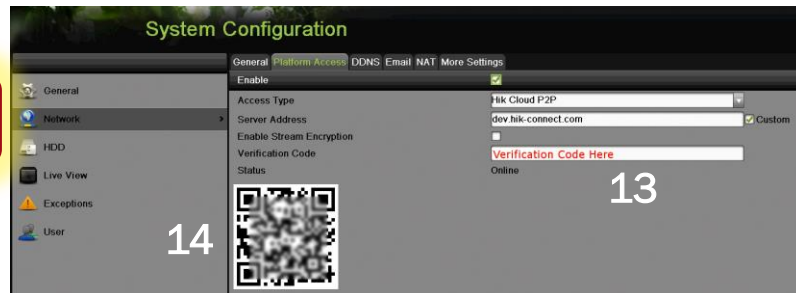 System Configuration
General Platform Access DDNS Email NAT More Settings
Enable
General
Network >
HDD
Live View
Exceptions
User
Access Type Hik Cloud P2P
Server Address dev.hik-connect.com Custom
Enable Stream Encryption
Verification Code Verification Code Here
Status Online
13
14